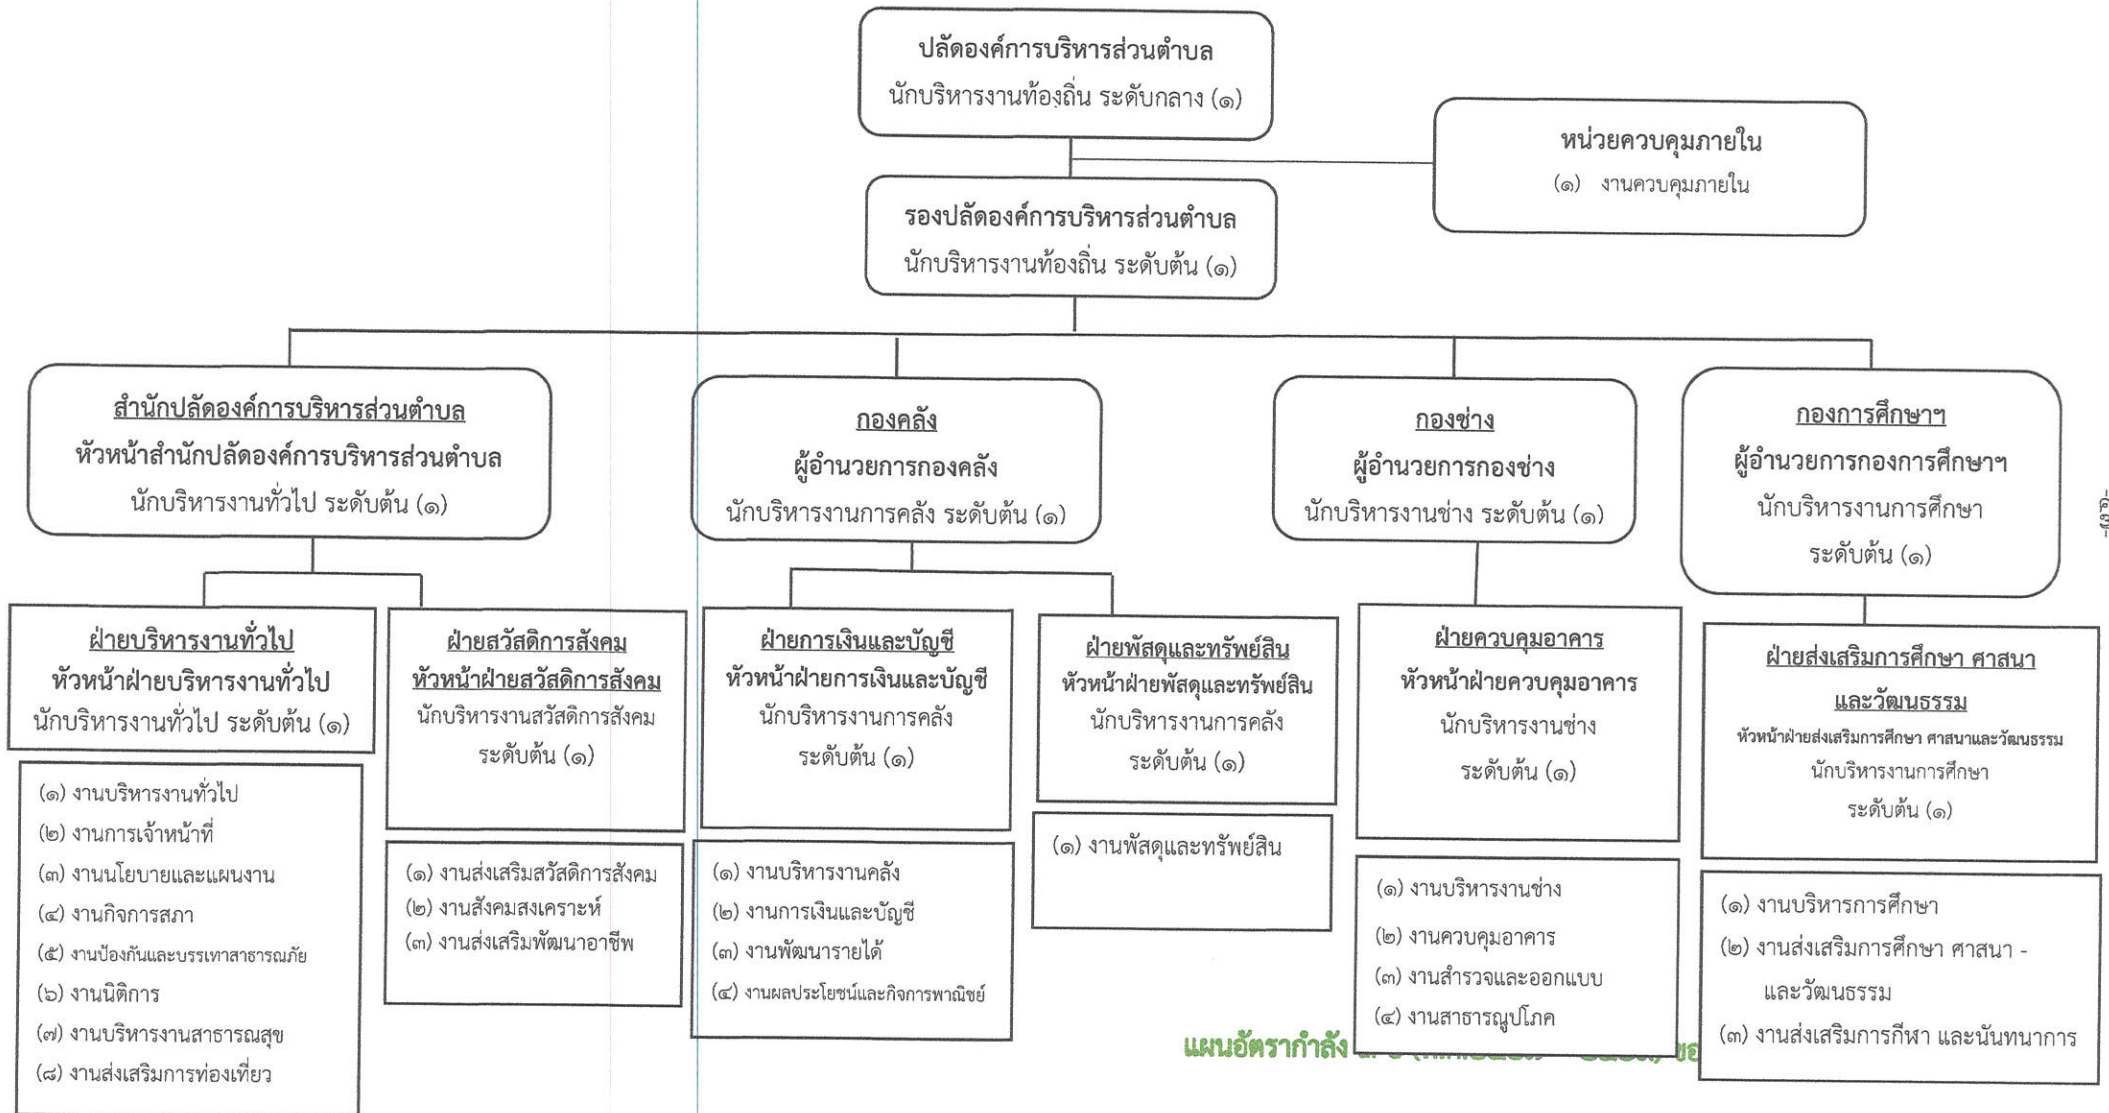 ปลัดองค์การบริหารส่วนตำบล
นักบริหารงานท้องถิ่น ระดับกลาง (๑)
หน่วยควบคุมภายใน
(๑) งานควบคุมภายใน
รองปลัดองค์การบริหารส่วนตำบล
นักบริหารงานท้องถิ่น ระดับต้น (๑)
สำนักปลัดองค์การบริหารส่วนตำบล
หัวหน้าสำนักปลัดองค์การบริหารส่วนตำบล
นักบริหารงานทั่วไป ระดับต้น (๑)
กองคลัง
ผู้อำนวยการกองคลัง
นักบริหารงานการคลัง ระดับต้น (๑)
กองช่าง
ผู้อำนวยการกองช่าง
นักบริหารงานช่าง ระดับต้น (๑)
กองการศึกษาฯ
ผู้อำนวยการกองการศึกษาฯ
นักบริหารงานการศึกษา
ระดับต้น (๑)
ฝ่ายบริหารงานทั่วไป
หัวหน้าฝ่ายบริหารงานทั่วไป
นักบริหารงานทั่วไป ระดับต้น (๑)
ฝ่ายสวัสดิการสังคม
หัวหน้าฝ่ายสวัสดิการสังคม
นักบริหารงานสวัสดิการสังคม
ระดับต้น (๑)
ฝ่ายการเงินและบัญชี
หัวหน้าฝ่ายการเงินและบัญชี
นักบริหารงานการคลัง
ระดับต้น (๑)
ฝ่ายพัสดุและทรัพย์สิน
หัวหน้าฝ่ายพัสดุและทรัพย์สิน
นักบริหารงานการคลัง
ระดับต้น (๑)
ฝ่ายควบคุมอาคาร
หัวหน้าฝ่ายควบคุมอาคาร
นักบริหารงานช่าง
ระดับต้น (๑)
ฝ่ายส่งเสริมการศึกษา ศาสนา
และวัฒนธรรม
หัวหน้าฝ่ายส่งเสริมการศึกษา ศาสนาและวัฒนธรรม
นักบริหารงานการศึกษา
ระดับต้น (๑)
(๑) งานบริหารงานทั่วไป
(๒) งานการเจ้าหน้าที่
(๓) งานนโยบายและแผนงาน
(๔) งานกิจการสภา
(๕) งานป้องกันและบรรเทาสาธารณภัย
(๖) งานนิติการ
(๗) งานบริหารงานสาธารณสุข
(๘) งานส่งเสริมการท่องเที่ยว
(๑) งานส่งเสริมสวัสดิการสังคม
(๒) งานสังคมสงเคราะห์
(๓) งานส่งเสริมพัฒนาอาชีพ
(๑) งานบริหารงานคลัง
(๒) งานการเงินและบัญชี
(๓) งานพัฒนารายได้
(๔) งานผลประโยชน์และกิจการพาณิชย์
(๑) งานพัสดุและทรัพย์สิน
(๑) งานบริหารงานช่าง
(๒) งานควบคุมอาคาร
(๓) งานสำรวจและออกแบบ
(๔) งานสาธารณูปโภค
(๑) งานบริหารการศึกษา
(๒) งานส่งเสริมการศึกษา ศาสนา -
และวัฒนธรรม
(๓) งานส่งเสริมการกีฬา และนันทนาการ
แผนอัตรากำลัง